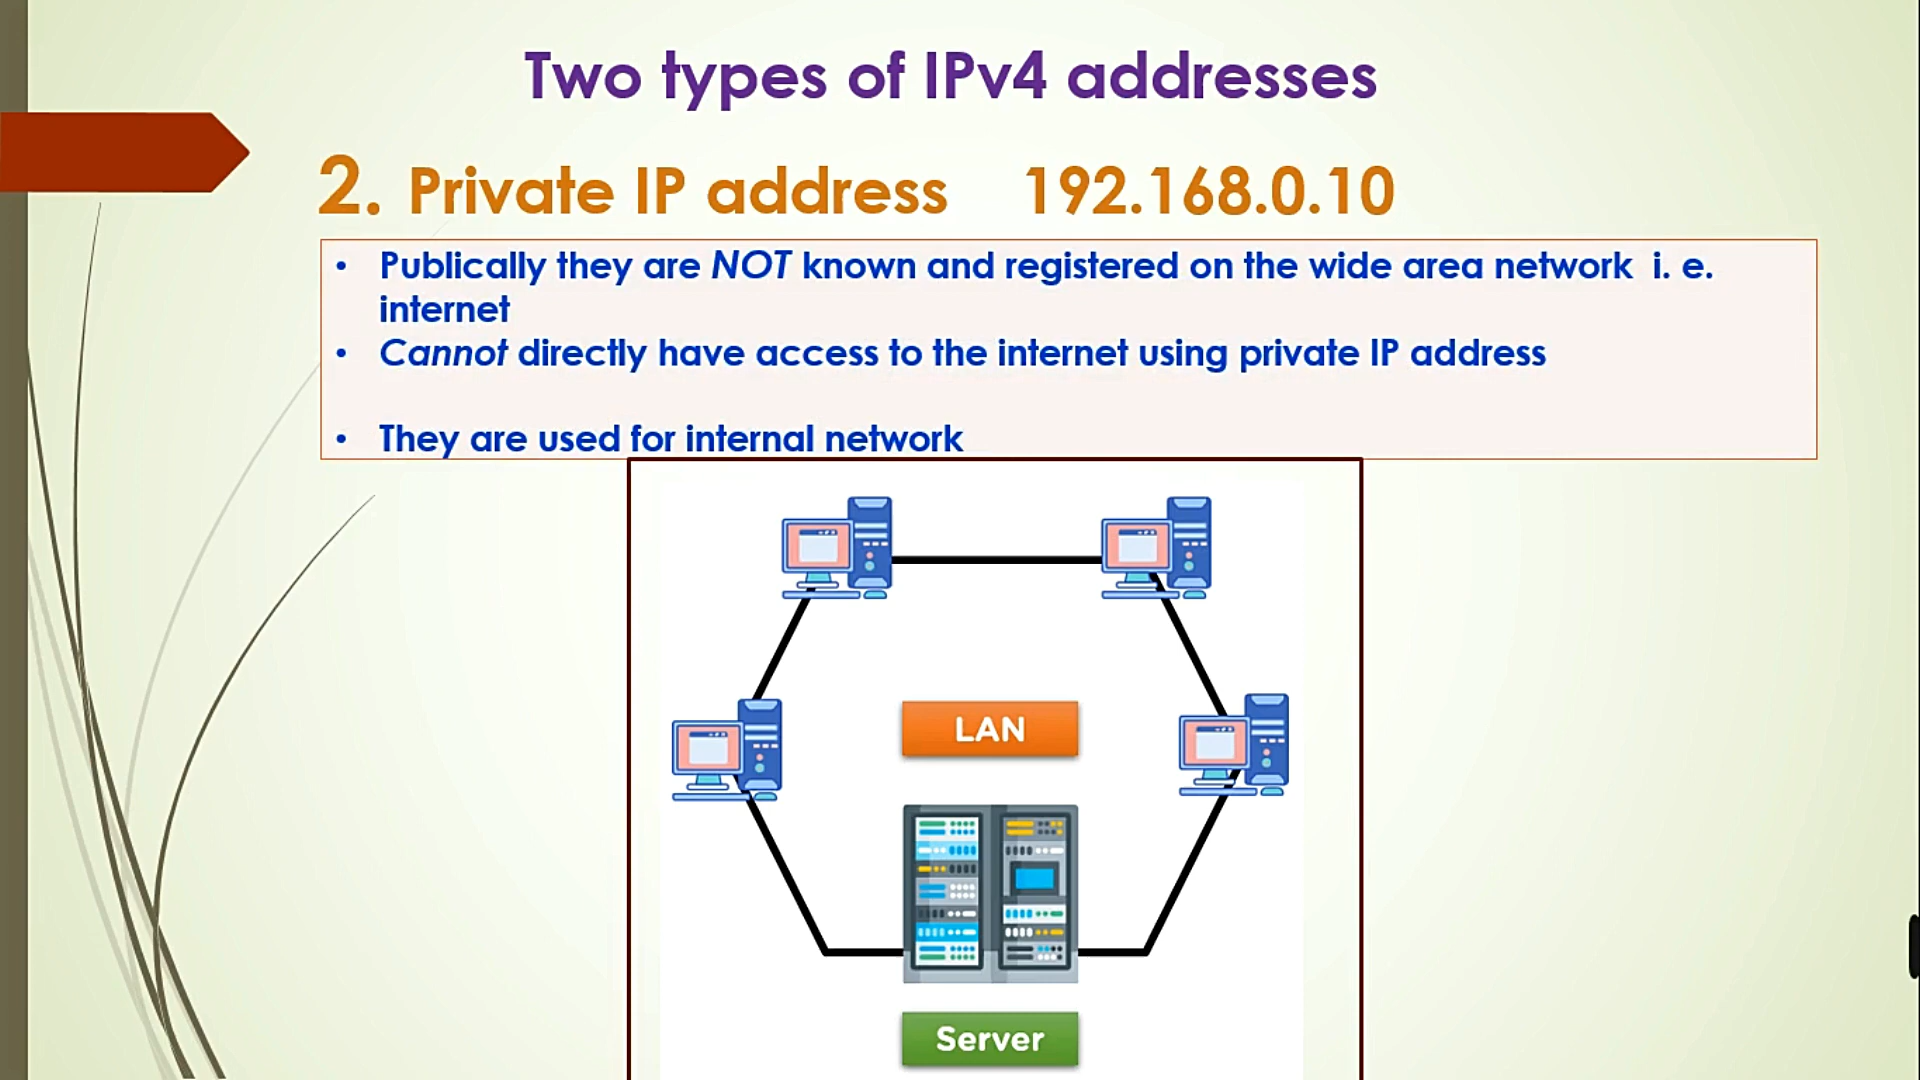 Two types of IPv4 addresses
2. Private IP address 192.168.0.10
• Publically they are NOT known and registered on the wide area network i. e.
internet
• Cannot directly have access to the internet using private IP address
• They are used for internal network
LAN
Server